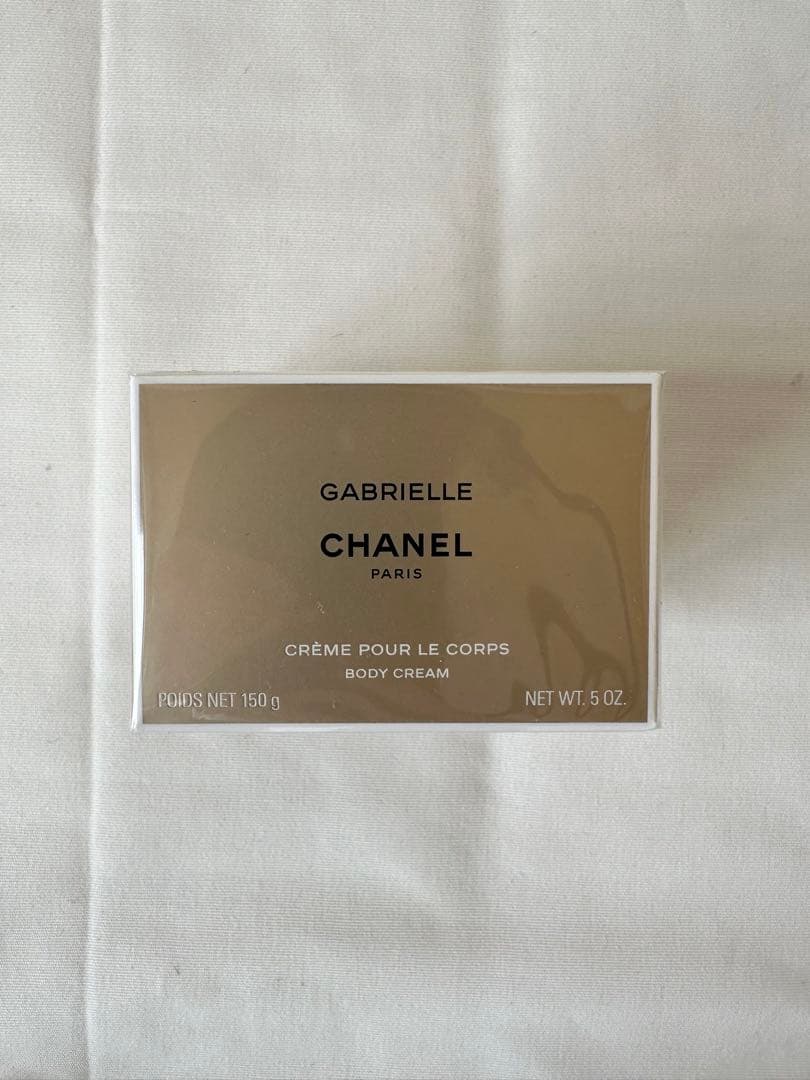 GABRIELLE
CHANEL
PARIS
CRÈME POUR LE CORPS
BODY CREAM
POIDS NET 150 g
NET WT. 5 OZ.